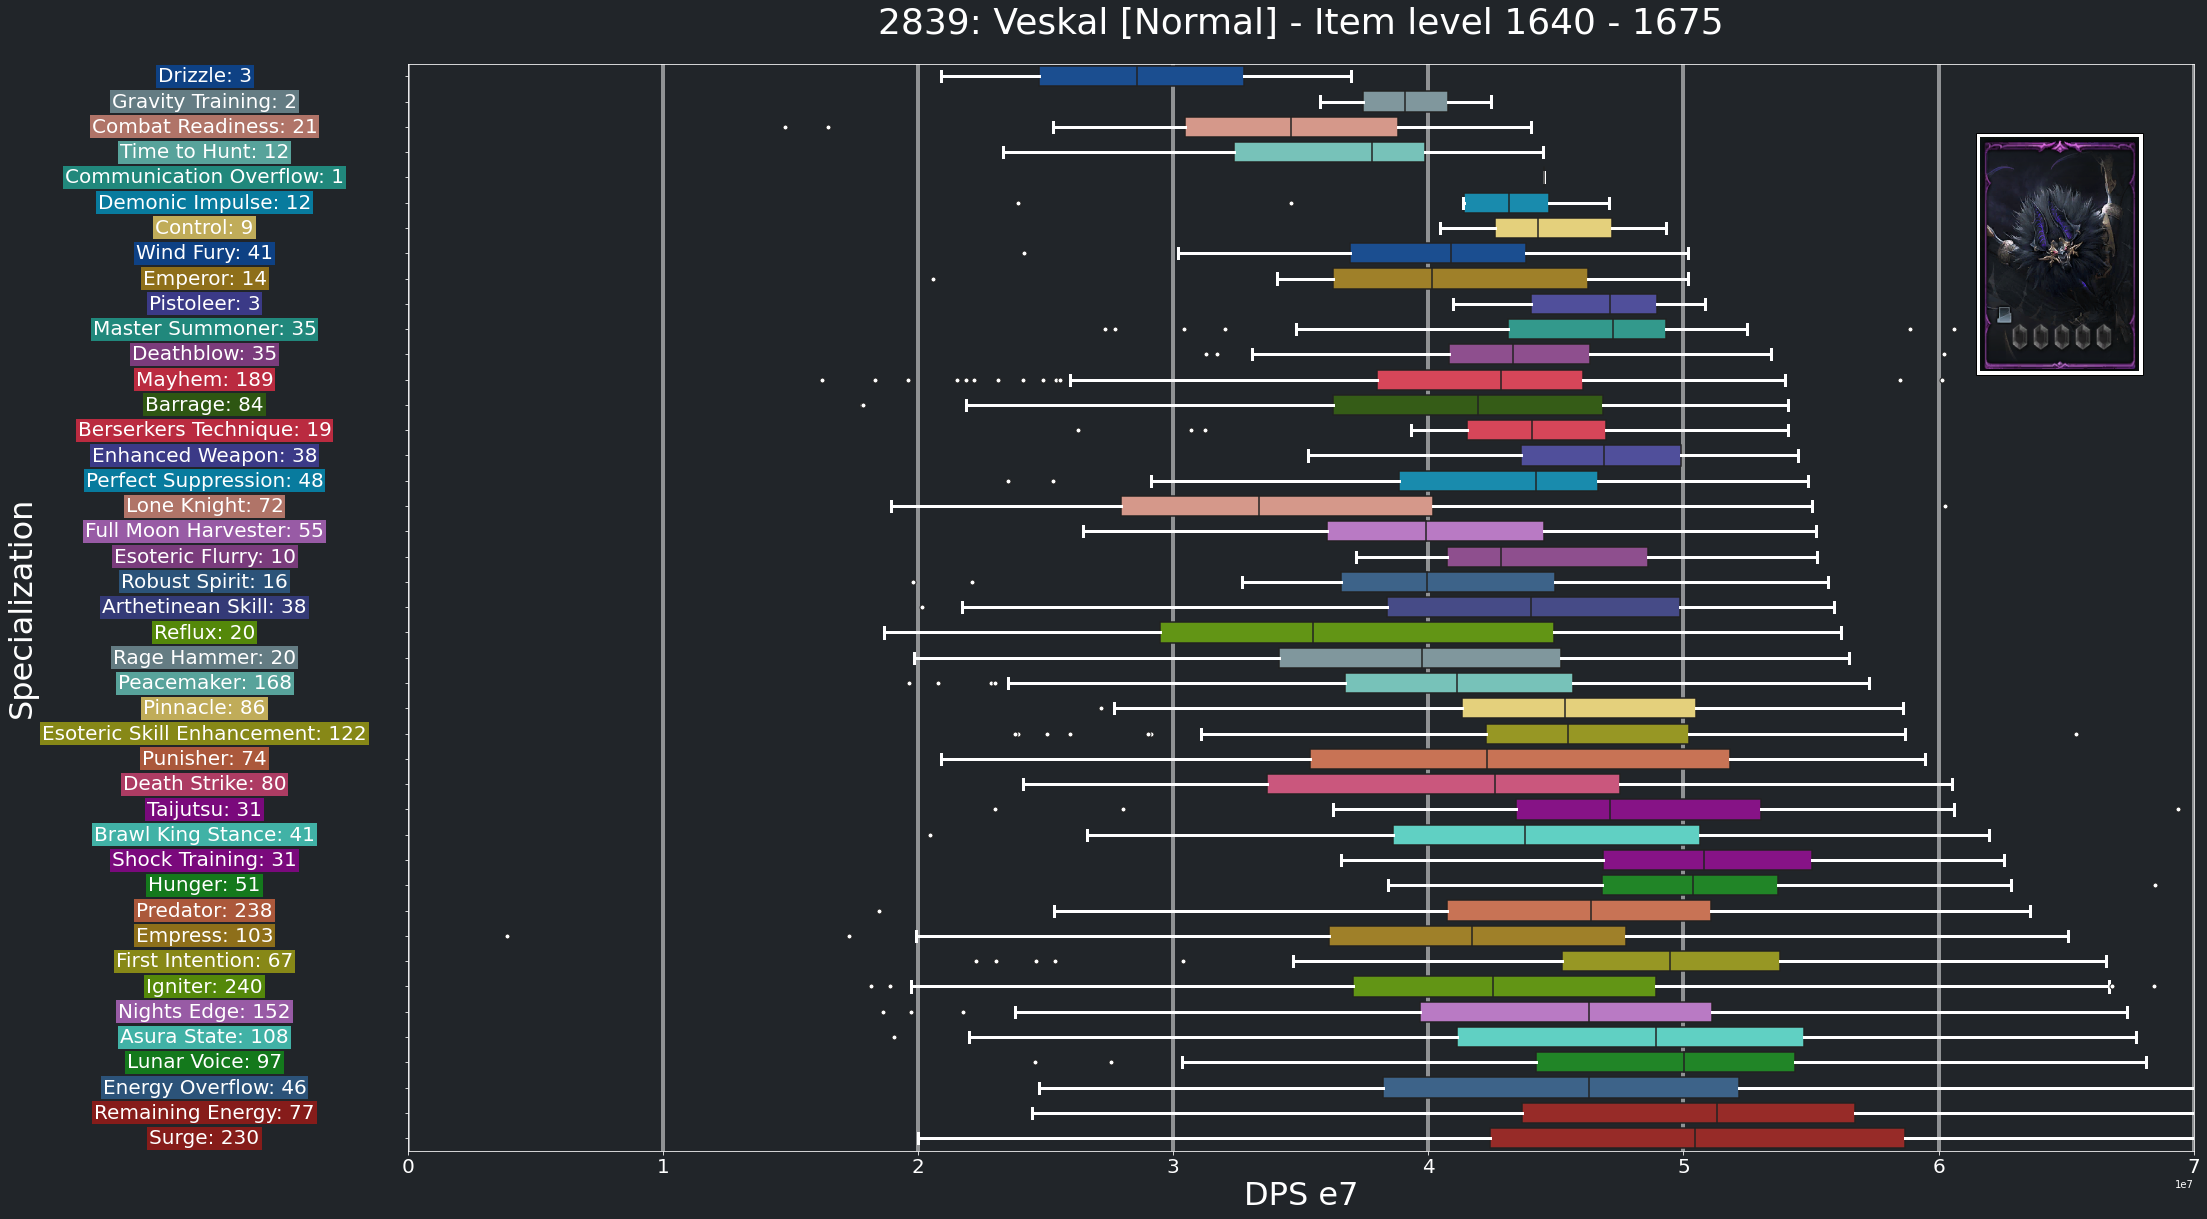 2839: Veskal [Normal] - Item level 1640 - 1675
Specialization
Drizzle: 3
Gravity Training: 2
Combat Readiness: 21
Time to Hunt: 12
Communication Overflow: 1
Demonic Impulse: 12
Control: 9
Wind Fury: 41
Emperor: 14
Pistoleer: 3
Master Summoner: 35
Deathblow: 35
Mayhem: 189
Barrage: 84
Berserkers Technique: 19
Enhanced Weapon: 38
Perfect Suppression: 48
Lone Knight: 72
Full Moon Harvester: 55
Esoteric Flurry: 10
Robust Spirit: 16
Arthetinean Skill: 38
Reflux: 20
Rage Hammer: 20
Peacemaker: 168
Pinnacle: 86
Esoteric Skill Enhancement: 122
Punisher: 74
Death Strike: 80
Taijutsu: 31
Brawl King Stance: 41
Shock Training: 31
Hunger: 51
Predator: 238
Empress: 103
First Intention: 67
Igniter: 240
Nights Edge: 152
Asura State: 108
Lunar Voice: 97
Energy Overflow: 46
Remaining Energy: 77
Surge: 230
0 1 2 3 4 5 6 7
1e7
DPS e7